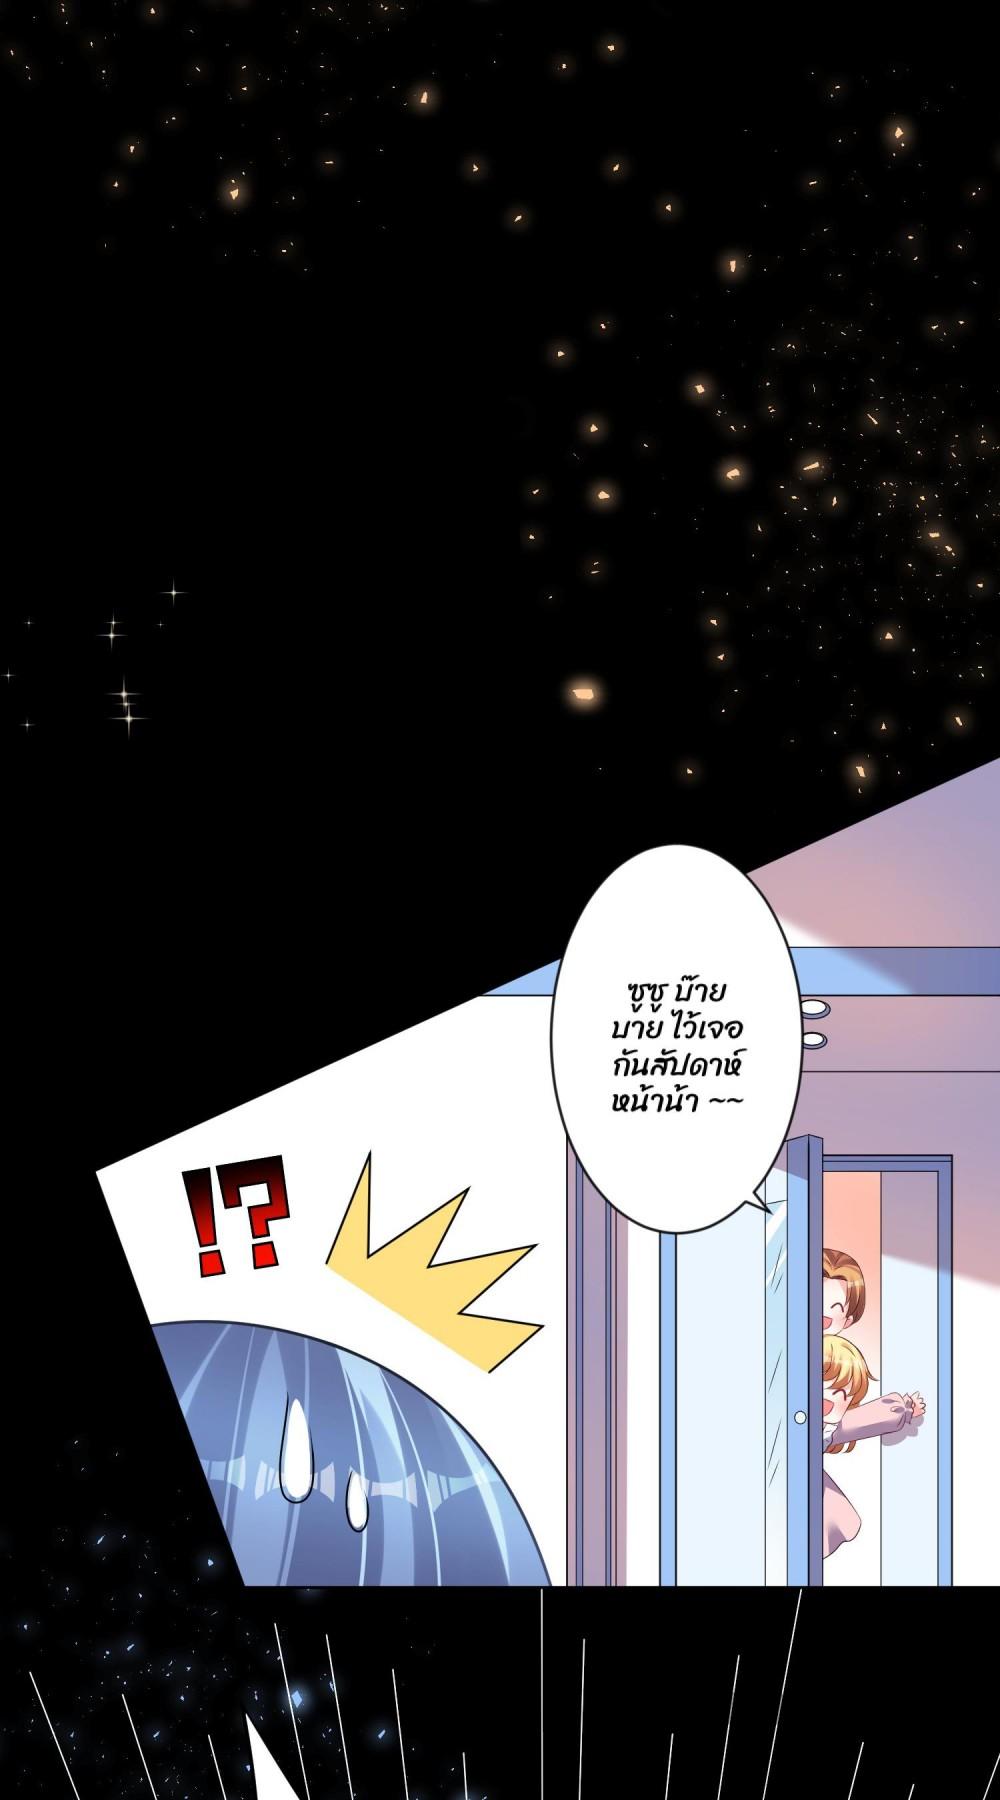 ซูซู บ๊าย
บาย ไว้เจอ
กันสัปดาห์
หน้าน้า ~~
!?